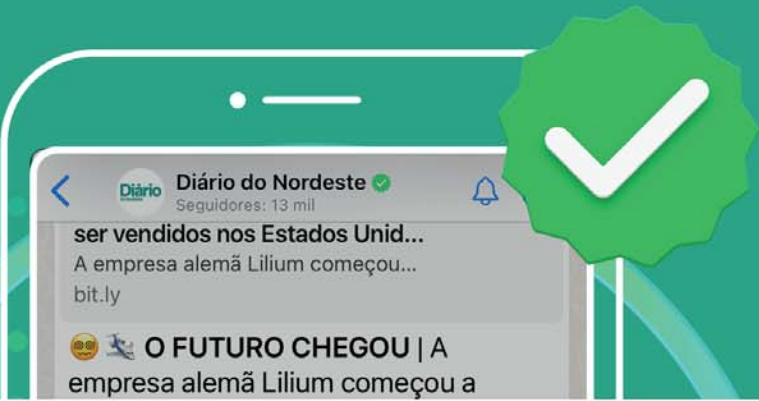 Diário
Diário do Nordeste
Seguidores: 13 mil
ser vendidos nos Estados Unid...
A empresa alemã Lilium começou...
bit.ly
O FUTURO CHEGOU | A
empresa alemã Lilium começou a